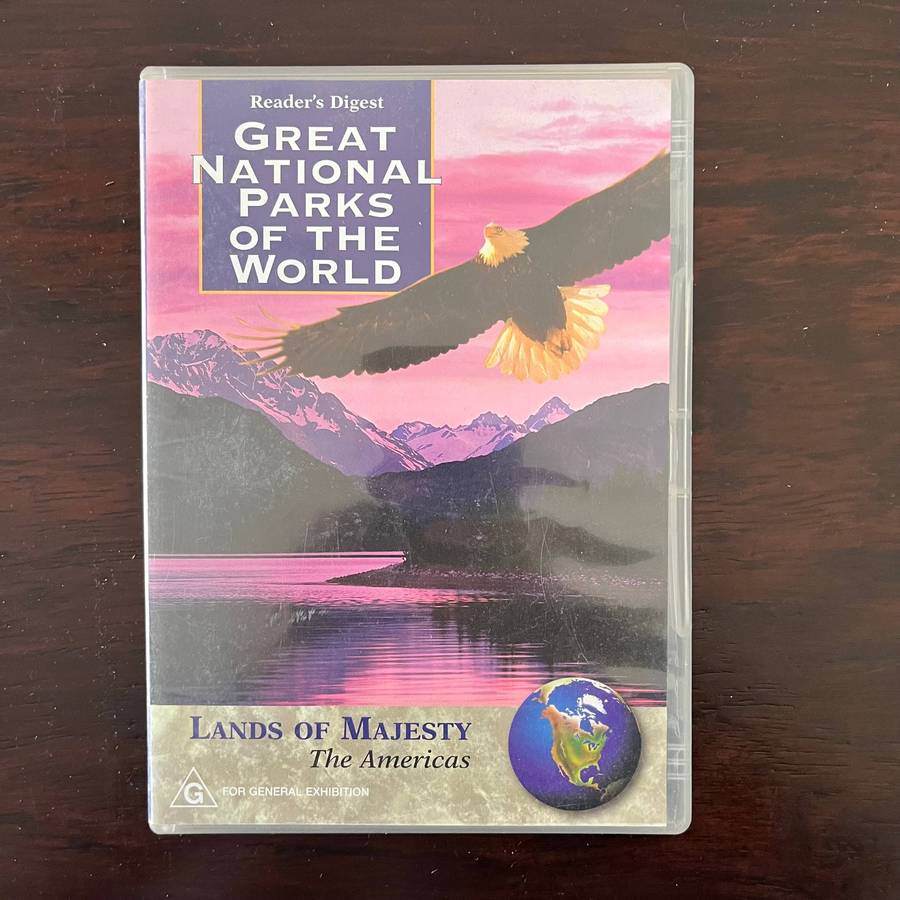 Reader's Digest
GREAT
NATIONAL
PARKS
OF THE
WORLD
LANDS OF MAJESTY
The Americas
G FOR GENERAL EXHIBITION